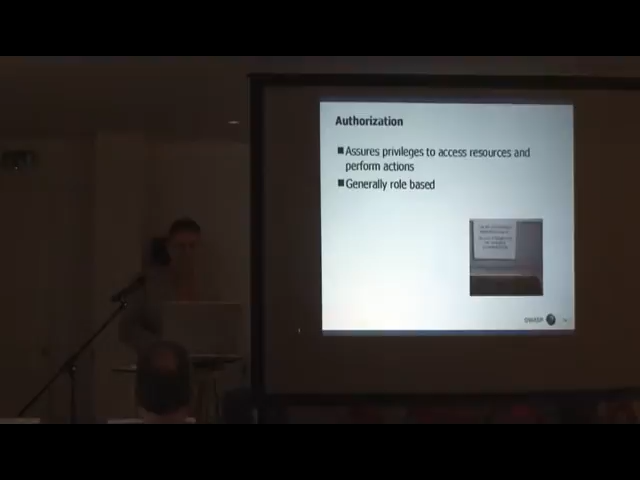 Authorization
■Assures privileges to access resources and
perform actions
■Generally role based
OWASP